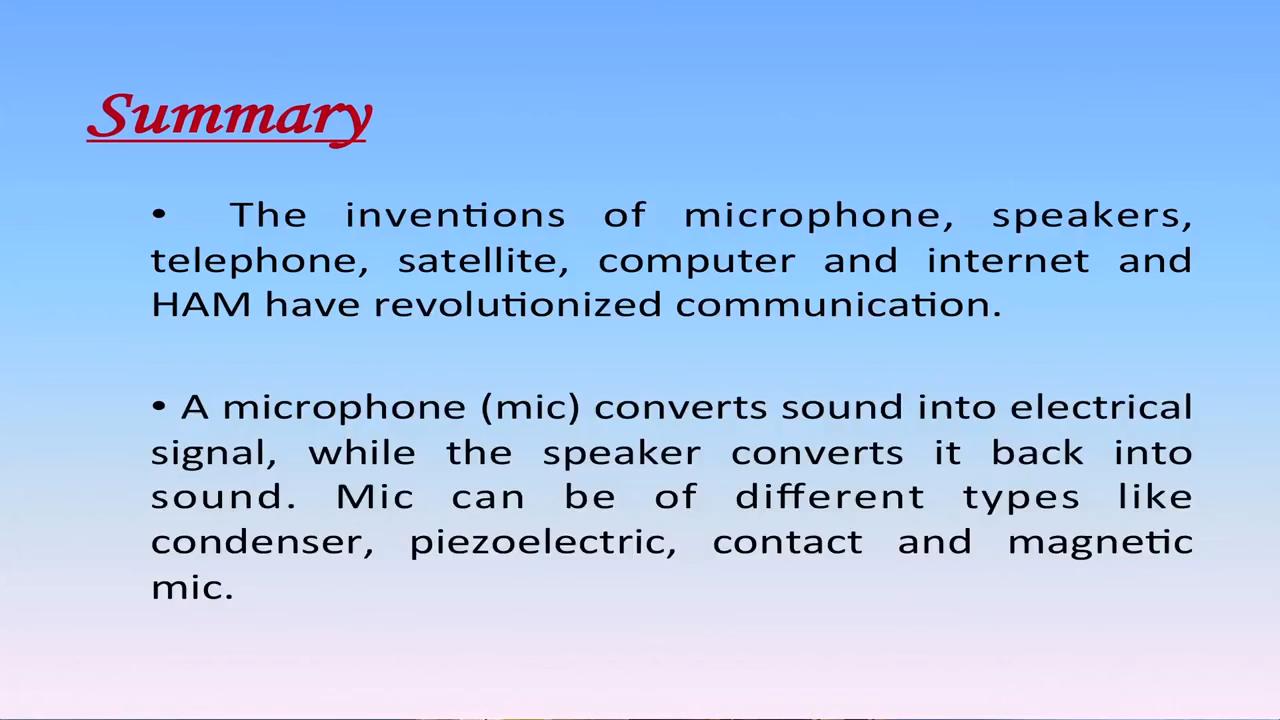 Summary
• The inventions of microphone, speakers,
telephone, satellite, computer and internet and
HAM have revolutionized communication.
• A microphone (mic) converts sound into electrical
signal, while the speaker converts it back into
sound. Mic can be of different types like
condenser, piezoelectric, contact and magnetic
mic.